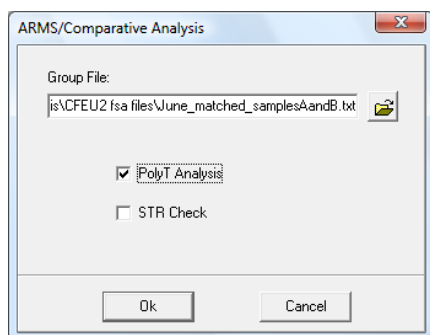 ARMS/Comparative Analysis
Group File:
is\CFEU2 fsa files\June_matched_samplesAandB.txt
PolyT Analysis
STR Check
Ok
Cancel